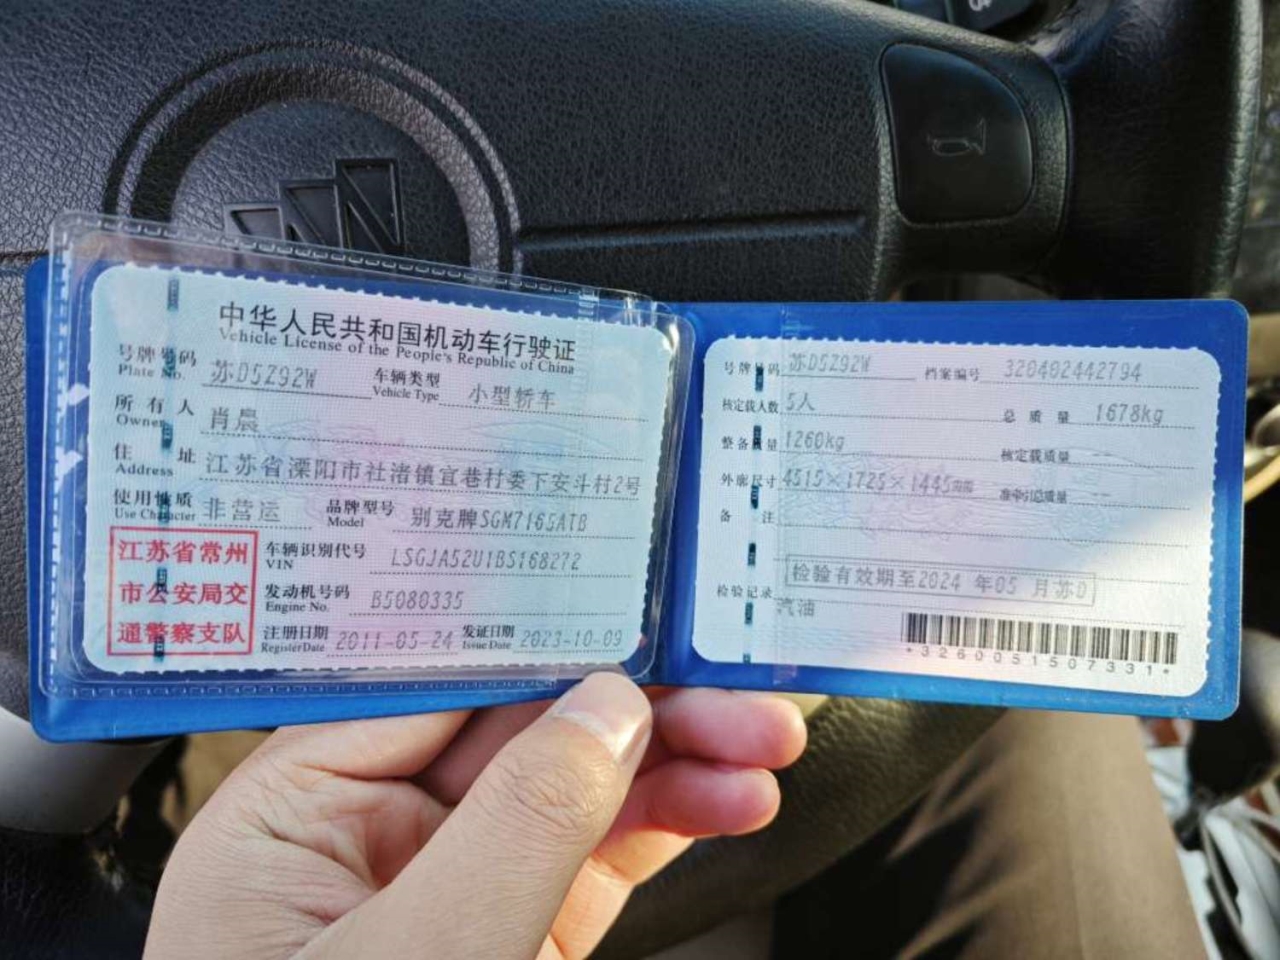 中华人民共和国机动车行驶证
Vehicle License of the People's Republic of China
号牌号码 苏D5Z92W 车辆类型 小型轿车
Plate No. Vehicle Type
所有人 肖晨
Owner
住址 江苏省溧阳市社渚镇宜巷村委下安斗村2号
Address
使用性质 非营运 品牌型号 别克牌SGM7165ATB
Use Character Model
江苏省常州
市公安局交
通警察支队
车辆识别代号 LSGJA52U1BS168272
VIN
发动机号码 B5080335
Engine No.
注册日期 2011-05-24 发证日期 2023-10-09
Register Date Issue Date
号牌号码 苏D5Z92W 档案编号 320402442794
核定载人数 5人 总质量 1678kg
整备质量 1260kg 核定载质量 --
外廓尺寸 4515×1725×1445mm 准牵引总质量 --
备注
检验有效期至2024 年05 月苏D
检验记录
汽油
*3260051507331*